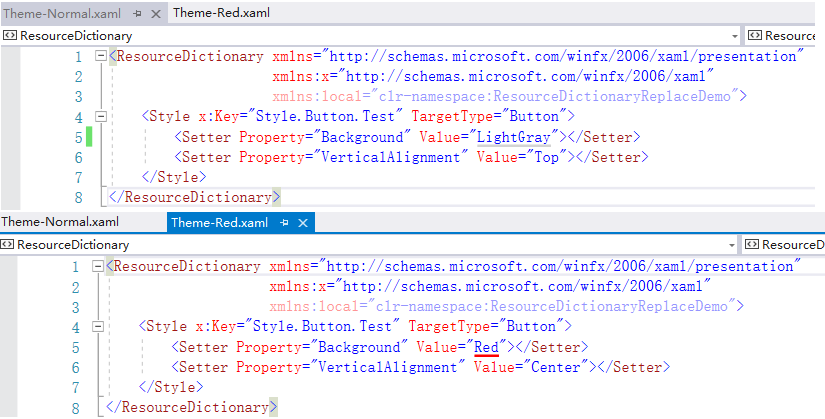 Theme-Normal.xaml Theme-Red.xaml
ResourceDictionary ResourceDictionary
1 <ResourceDictionary xmlns="http://schemas.microsoft.com/winfx/2006/xaml/presentation"
2 xmlns:x="http://schemas.microsoft.com/winfx/2006/xaml"
3 xmlns:local="clr-namespace:ResourceDictionaryReplaceDemo">
4 <Style x:Key="Style.Button.Test" TargetType="Button">
5 <Setter Property="Background" Value="LightGray"></Setter>
6 <Setter Property="VerticalAlignment" Value="Top"></Setter>
7 </Style>
8 </ResourceDictionary>
Theme-Normal.xaml Theme-Red.xaml
ResourceDictionary ResourceD
1 <ResourceDictionary xmlns="http://schemas.microsoft.com/winfx/2006/xaml/presentation"
2 xmlns:x="http://schemas.microsoft.com/winfx/2006/xaml"
3 xmlns:local="clr-namespace:ResourceDictionaryReplaceDemo">
4 <Style x:Key="Style.Button.Test" TargetType="Button">
5 <Setter Property="Background" Value="Red"></Setter>
6 <Setter Property="VerticalAlignment" Value="Center"></Setter>
7 </Style>
8 </ResourceDictionary>